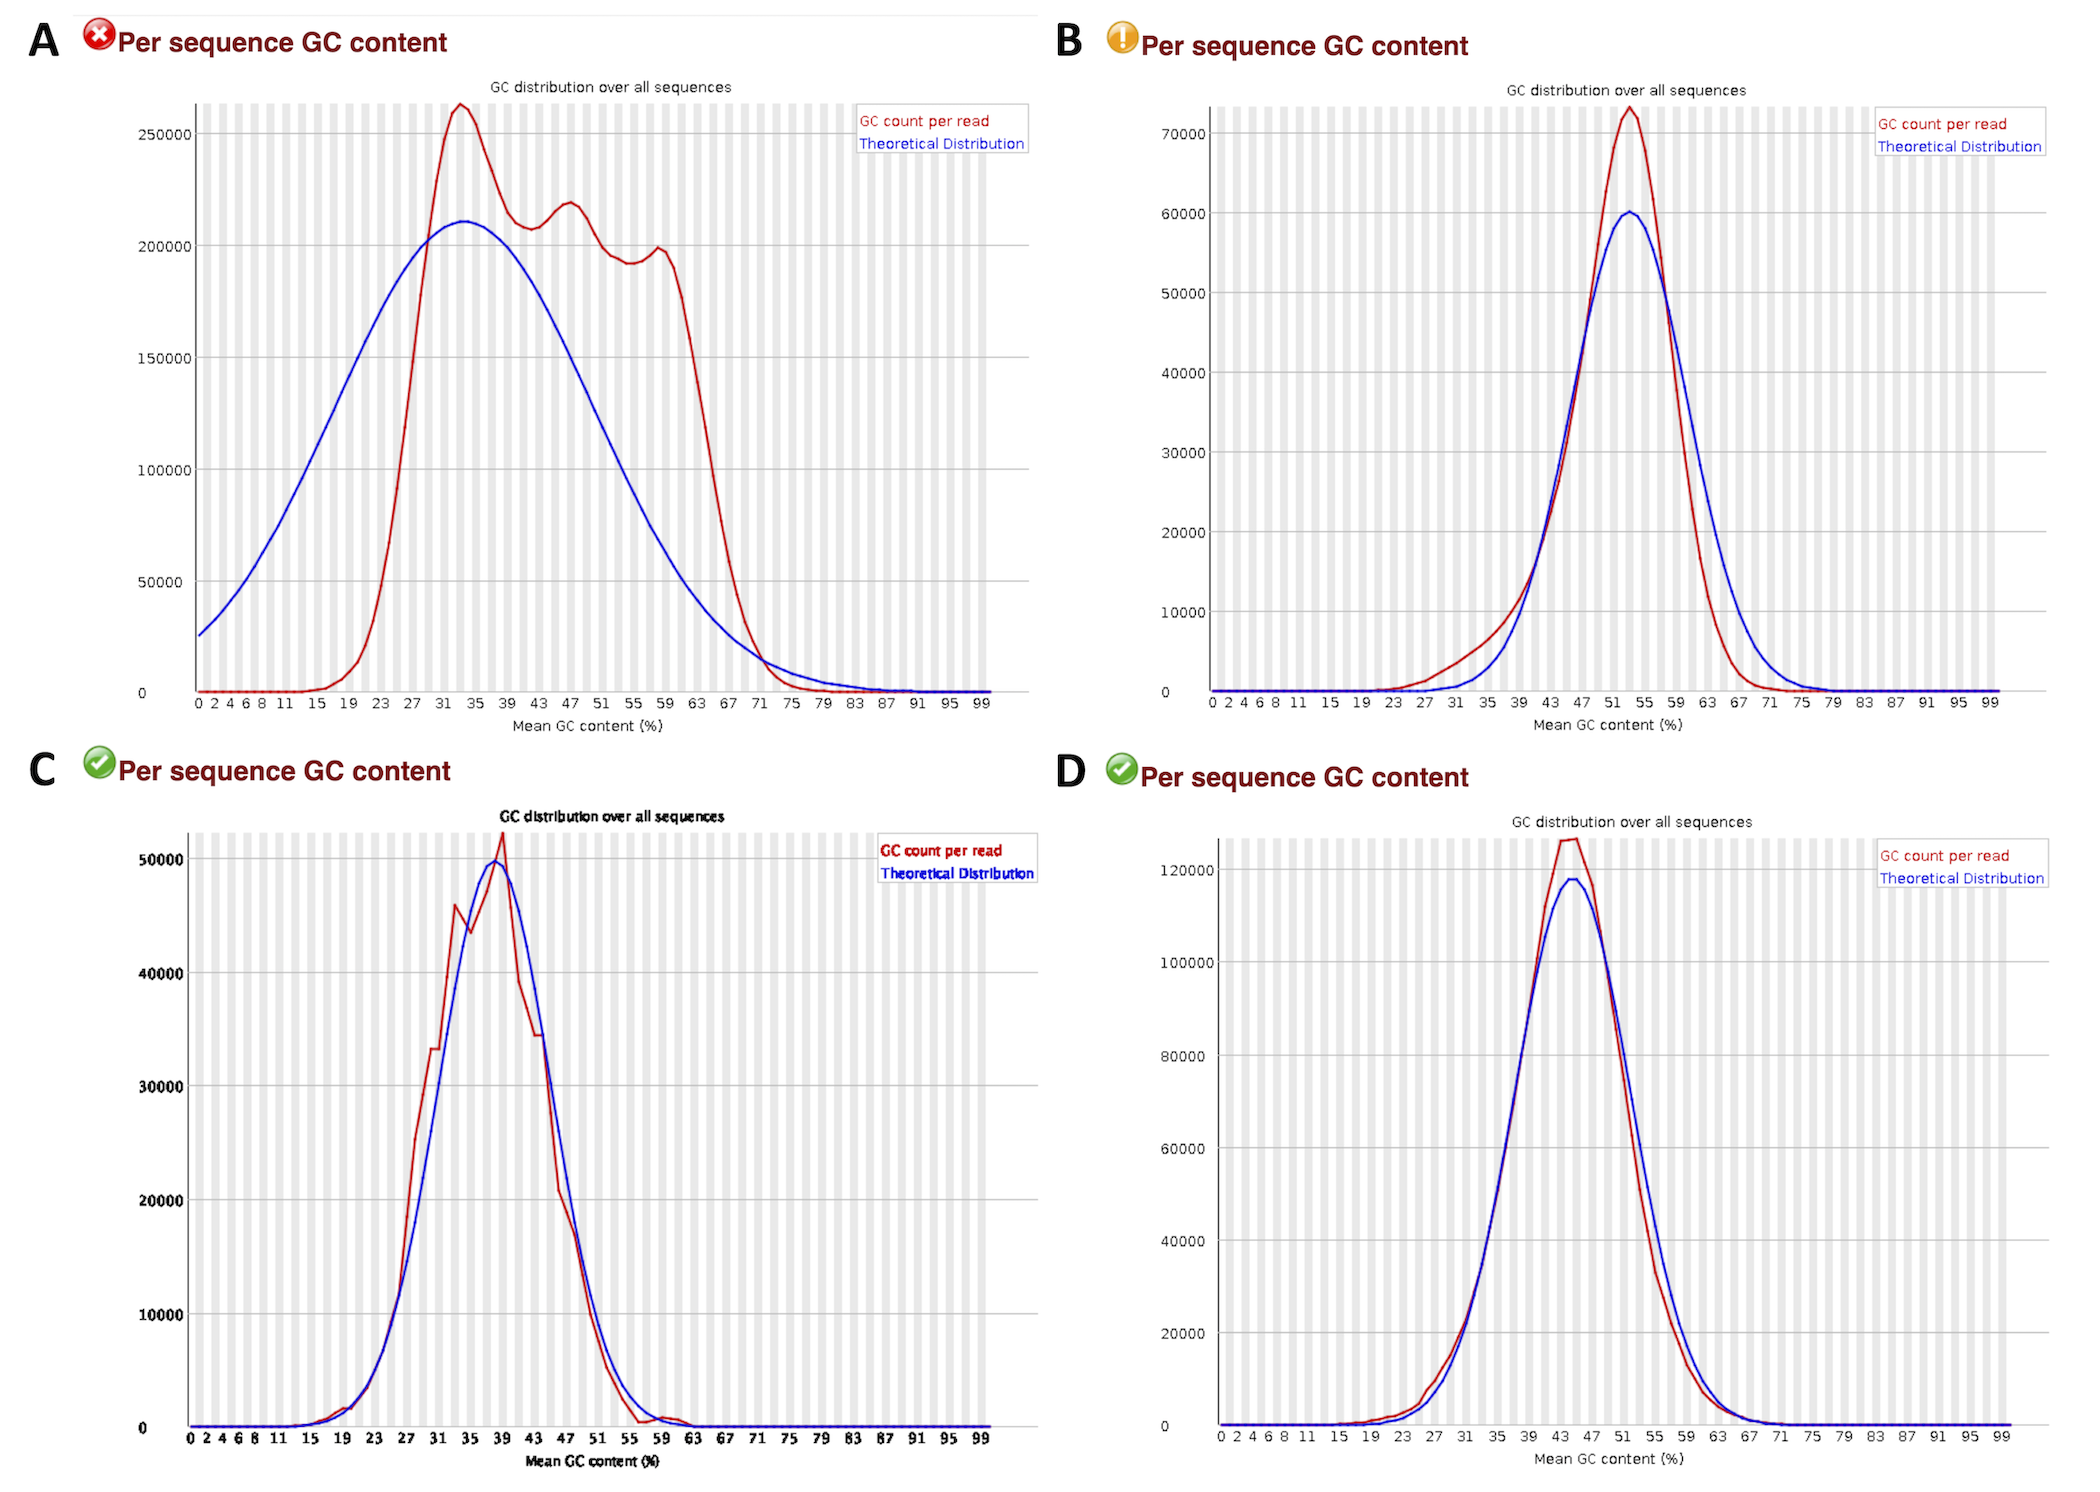 A Per sequence GC content
GC distribution over all sequences
GC count per read
Theoretical Distribution
250000
200000
150000
100000
50000
0
0 2 4 6 8 11 15 19 23 27 31 35 39 43 47 51 55 59 63 67 71 75 79 83 87 91 95 99
Mean GC content (%)
B Per sequence GC content
GC distribution over all sequences
GC count per read
Theoretical Distribution
70000
60000
50000
40000
30000
20000
10000
0
0 2 4 6 8 11 15 19 23 27 31 35 39 43 47 51 55 59 63 67 71 75 79 83 87 91 95 99
Mean GC content (%)
C Per sequence GC content
GC distribution over all sequences
GC count per read
Theoretical Distribution
50000
40000
30000
20000
10000
0
0 2 4 6 8 11 15 19 23 27 31 35 39 43 47 51 55 59 63 67 71 75 79 83 87 91 95 99
Mean GC content (%)
D Per sequence GC content
GC distribution over all sequences
GC count per read
Theoretical Distribution
120000
100000
80000
60000
40000
20000
0
0 2 4 6 8 11 15 19 23 27 31 35 39 43 47 51 55 59 63 67 71 75 79 83 87 91 95 99
Mean GC content (%)